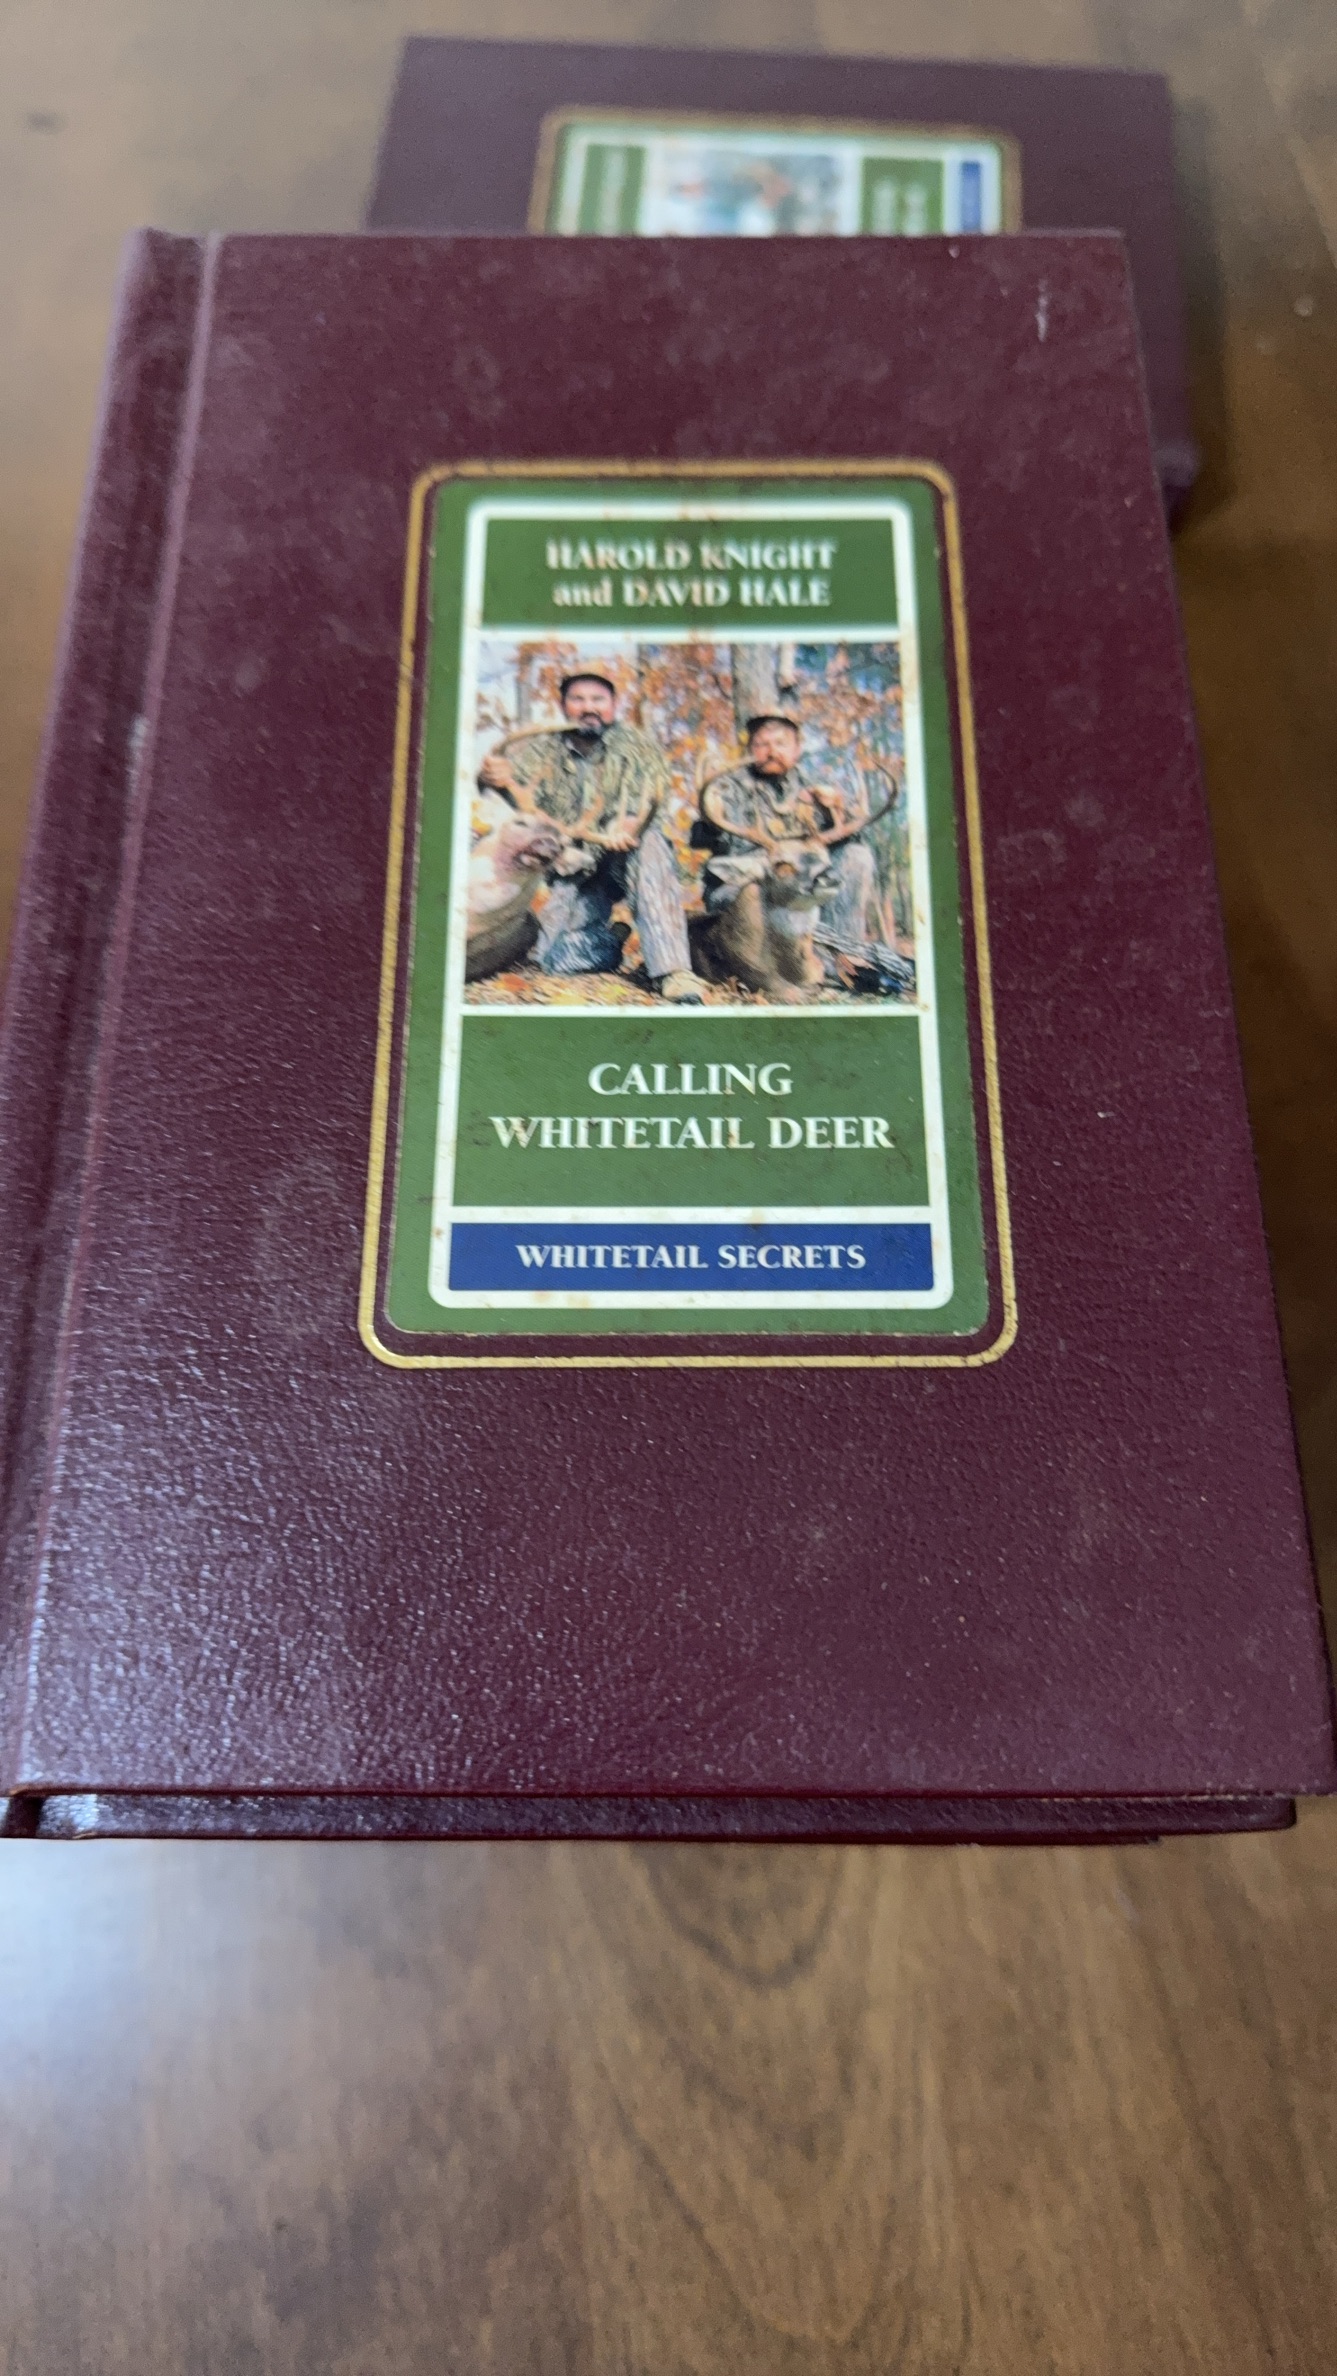 HAROLD KNIGHT
and DAVID HALE
CALLING
WHITETAIL DEER
WHITETAIL SECRETS